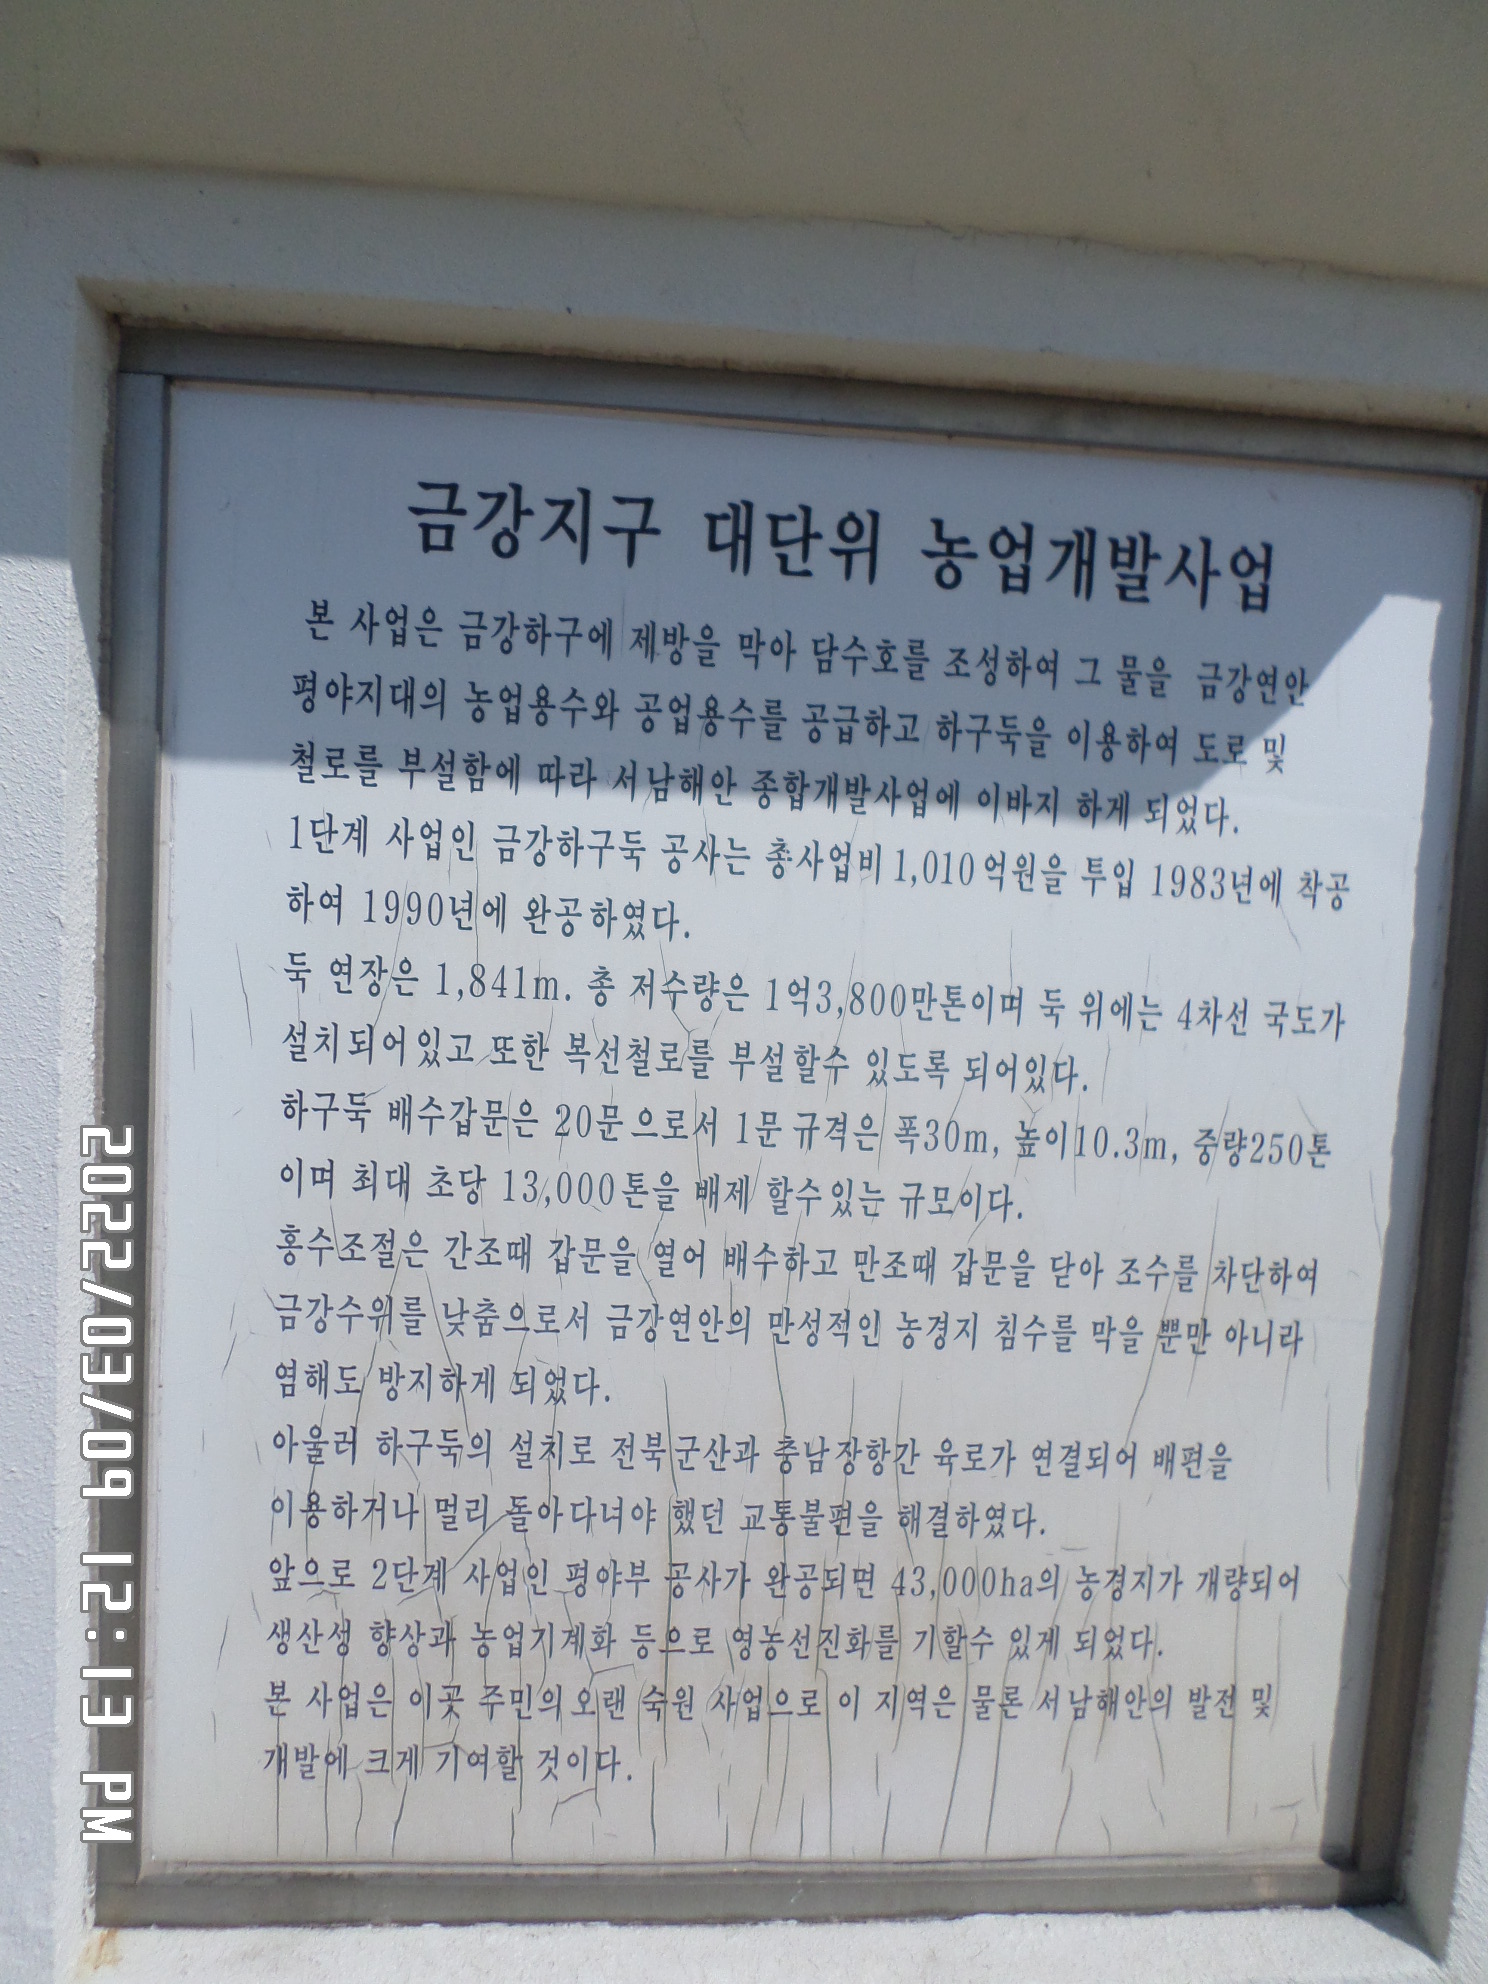 금강지구 대단위 농업개발사업
본 사업은 금강하구에 제방을 막아 담수호를 조성하여 그 물을 금강연안
평야지대의 농업용수와 공업용수를 공급하고 하구둑을 이용하여 도로 및
철로를 부설함에 따라 서남해안 종합개발사업에 이바지 하게 되었다.
1단계 사업인 금강하구둑 공사는 총사업비 1,010억원을 투입 1983년에 착공
하여 1990년에 완공하였다.
둑 연장은 1,841m. 총 저수량은 1억3,800만톤이며 둑 위에는 4차선 국도가
설치되어있고 또한 복선철로를 부설할수 있도록 되어있다.
하구둑 배수갑문은 20문으로서 1문 규격은 폭30m, 높이10.3m, 중량250톤
이며 최대 초당 13,000톤을 배제 할수있는 규모이다.
홍수조절은 간조때 갑문을 열어 배수하고 만조때 갑문을 닫아 조수를 차단하여
금강수위를 낮춤으로서 금강연안의 만성적인 농경지 침수를 막을 뿐만 아니라
염해도 방지하게 되었다.
아울러 하구둑의 설치로 전북군산과 충남장항간 육로가 연결되어 배편을
이용하거나 멀리 돌아다녀야 했던 교통불편을 해결하였다.
앞으로 2단계 사업인 평야부 공사가 완공되면 43,000ha의 농경지가 개량되어
생산성 향상과 농업기계화 등으로 영농선진화를 기할수 있게 되었다.
본 사업은 이곳 주민의오랜 숙원 사업으로 이 지역은 물론 서남해안의 발전 및
개발에 크게 기여할 것이다.
2022/03/09 12:13 PM